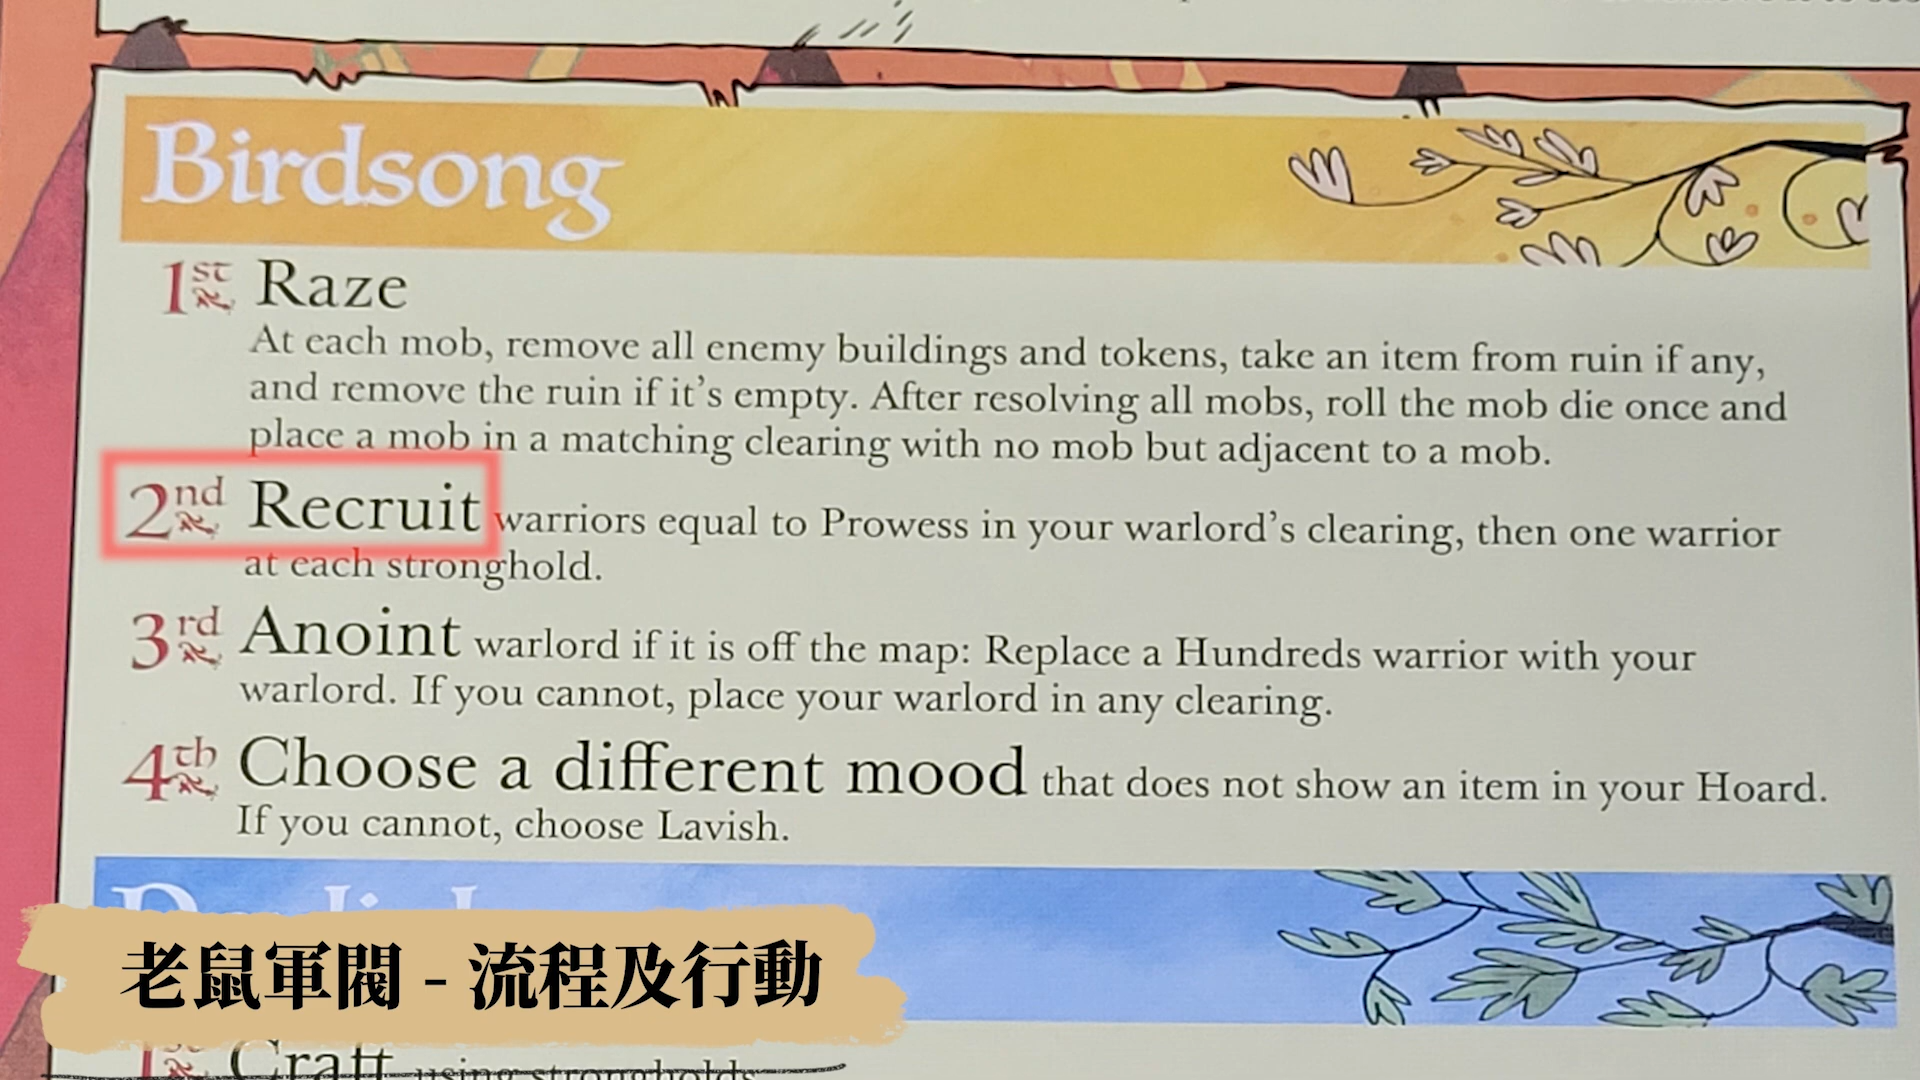 Birdsong
1st Raze
At each mob, remove all enemy buildings and tokens, take an item from ruin if any,
and remove the ruin if it's empty. After resolving all mobs, roll the mob die once and
place a mob in a matching clearing with no mob but adjacent to a mob.
2nd Recruit warriors equal to Prowess in your warlord's clearing, then one warrior
at each stronghold.
3rd Anoint warlord if it is off the map: Replace a Hundreds warrior with your
warlord. If you cannot, place your warlord in any clearing.
4th Choose a different mood that does not show an item in your Hoard.
If you cannot, choose Lavish.
老鼠軍閥 - 流程及行動
1st Craft using strongholds